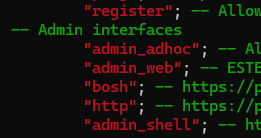 "register"; -- Allow
-- Admin interfaces
"admin_adhoc"; -- Al
"admin_web"; -- ESTE
"bosh"; -- https://p
"http"; -- https://p
"admin_shell"; -- ht